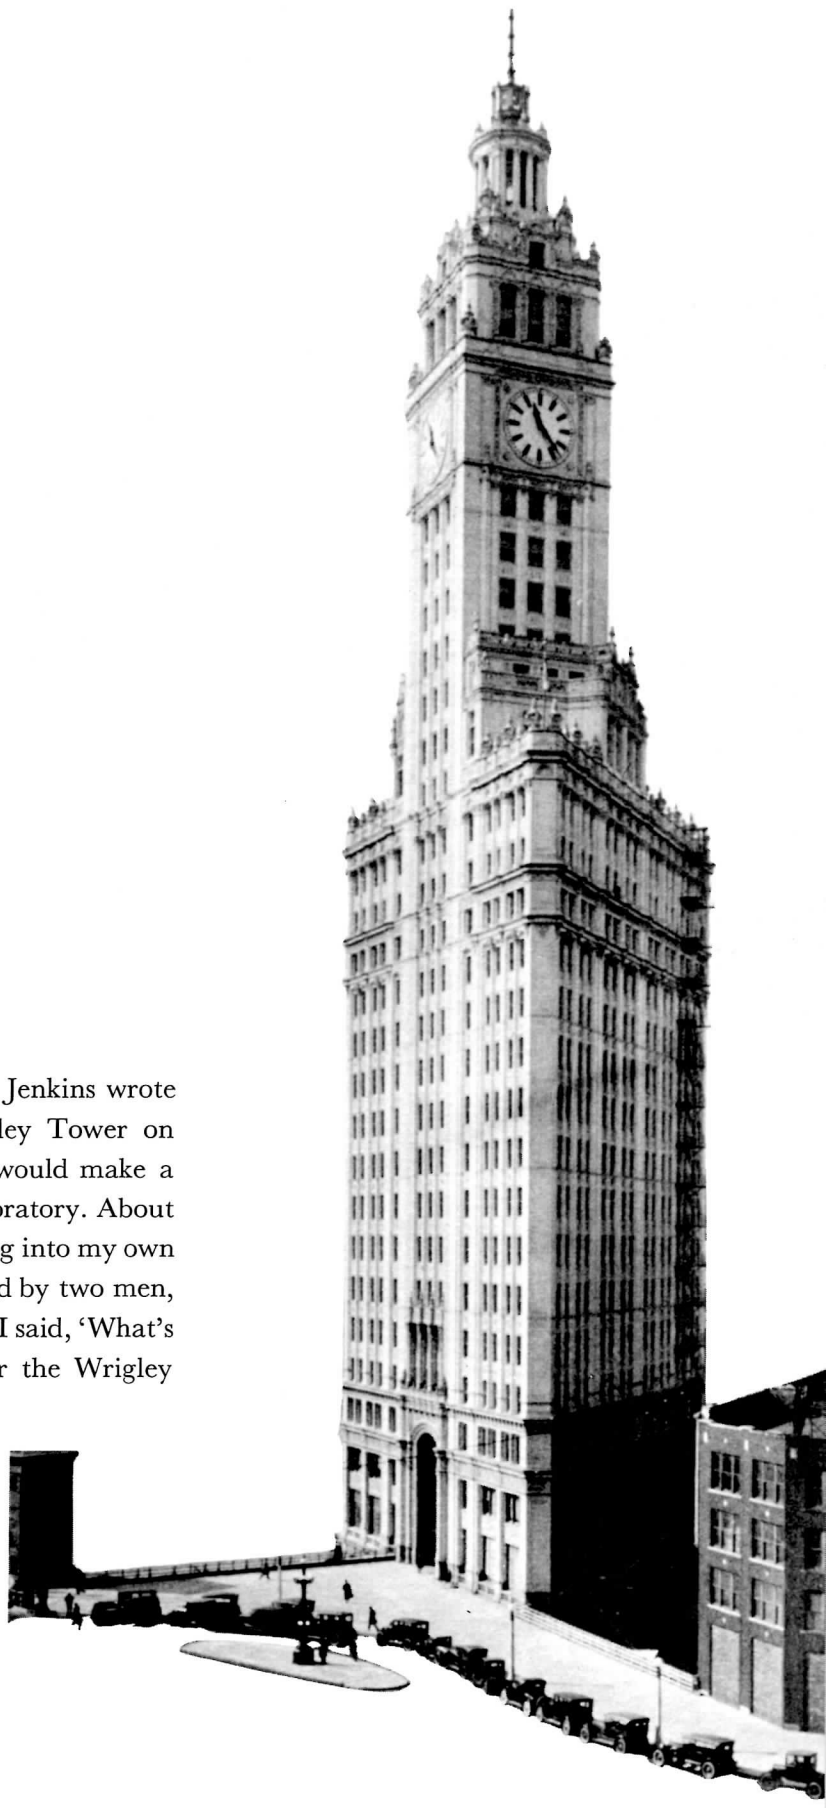 Jenkins wrote
ley Tower on
would make a
oratory. About
g into my own
d by two men,
I said, ‘What’s
r the Wrigley